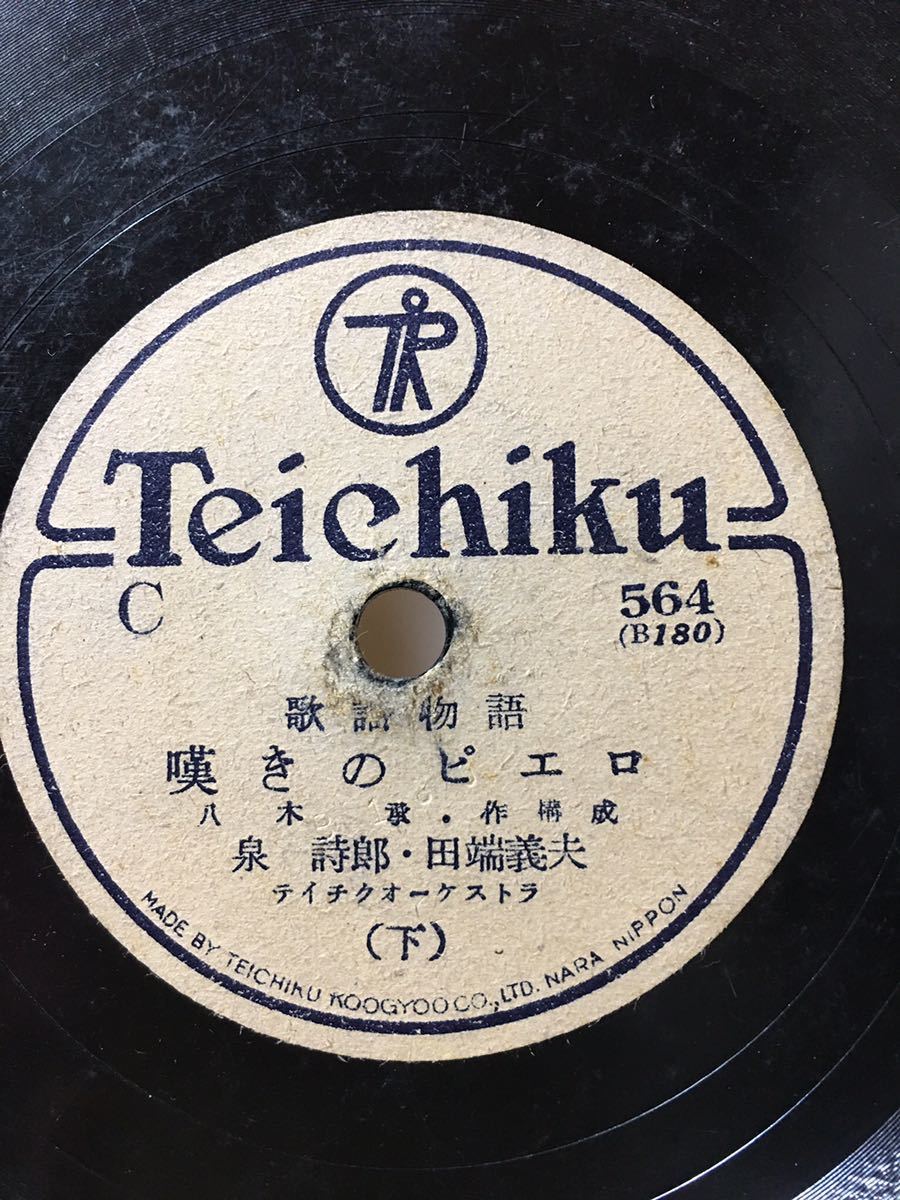 Teichiku
C 564
(B180)
歌謡物語
嘆きのピエロ
八木 承・作構成
泉 詩郎・田端義夫
テイチクオーケストラ
(下)
MADE BY TEICHIKU KOOGYOO CO., LTD. NARA NIPPON